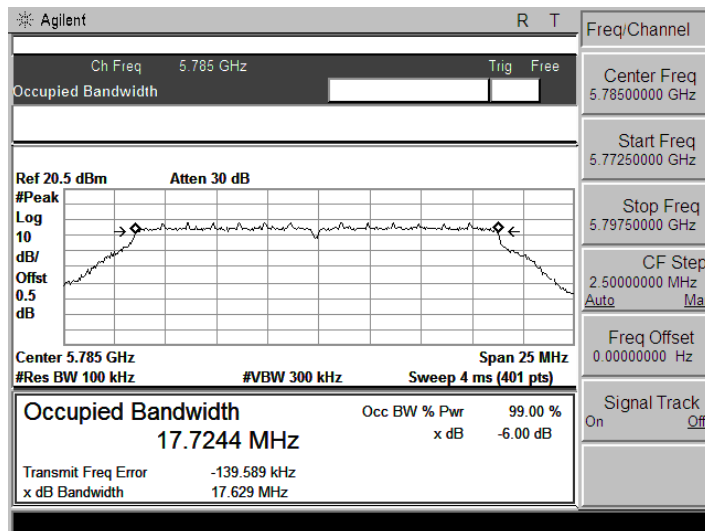 Agilent R T
Freq/Channel
Ch Freq 5.785 GHz Trig Free
Occupied Bandwidth
Center Freq
5.78500000 GHz
Start Freq
5.77250000 GHz
Stop Freq
5.79750000 GHz
CF Step
2.50000000 MHz
Auto Ma
Freq Offset
0.00000000 Hz
Signal Track
On Off
Ref 20.5 dBm Atten 30 dB
#Peak
Log
10
dB/
Offst
0.5
dB
Center 5.785 GHz Span 25 MHz
#Res BW 100 kHz #VBW 300 kHz Sweep 4 ms (401 pts)
Occupied Bandwidth
17.7244 MHz
Occ BW % Pwr 99.00 %
x dB -6.00 dB
Transmit Freq Error -139.589 kHz
x dB Bandwidth 17.629 MHz